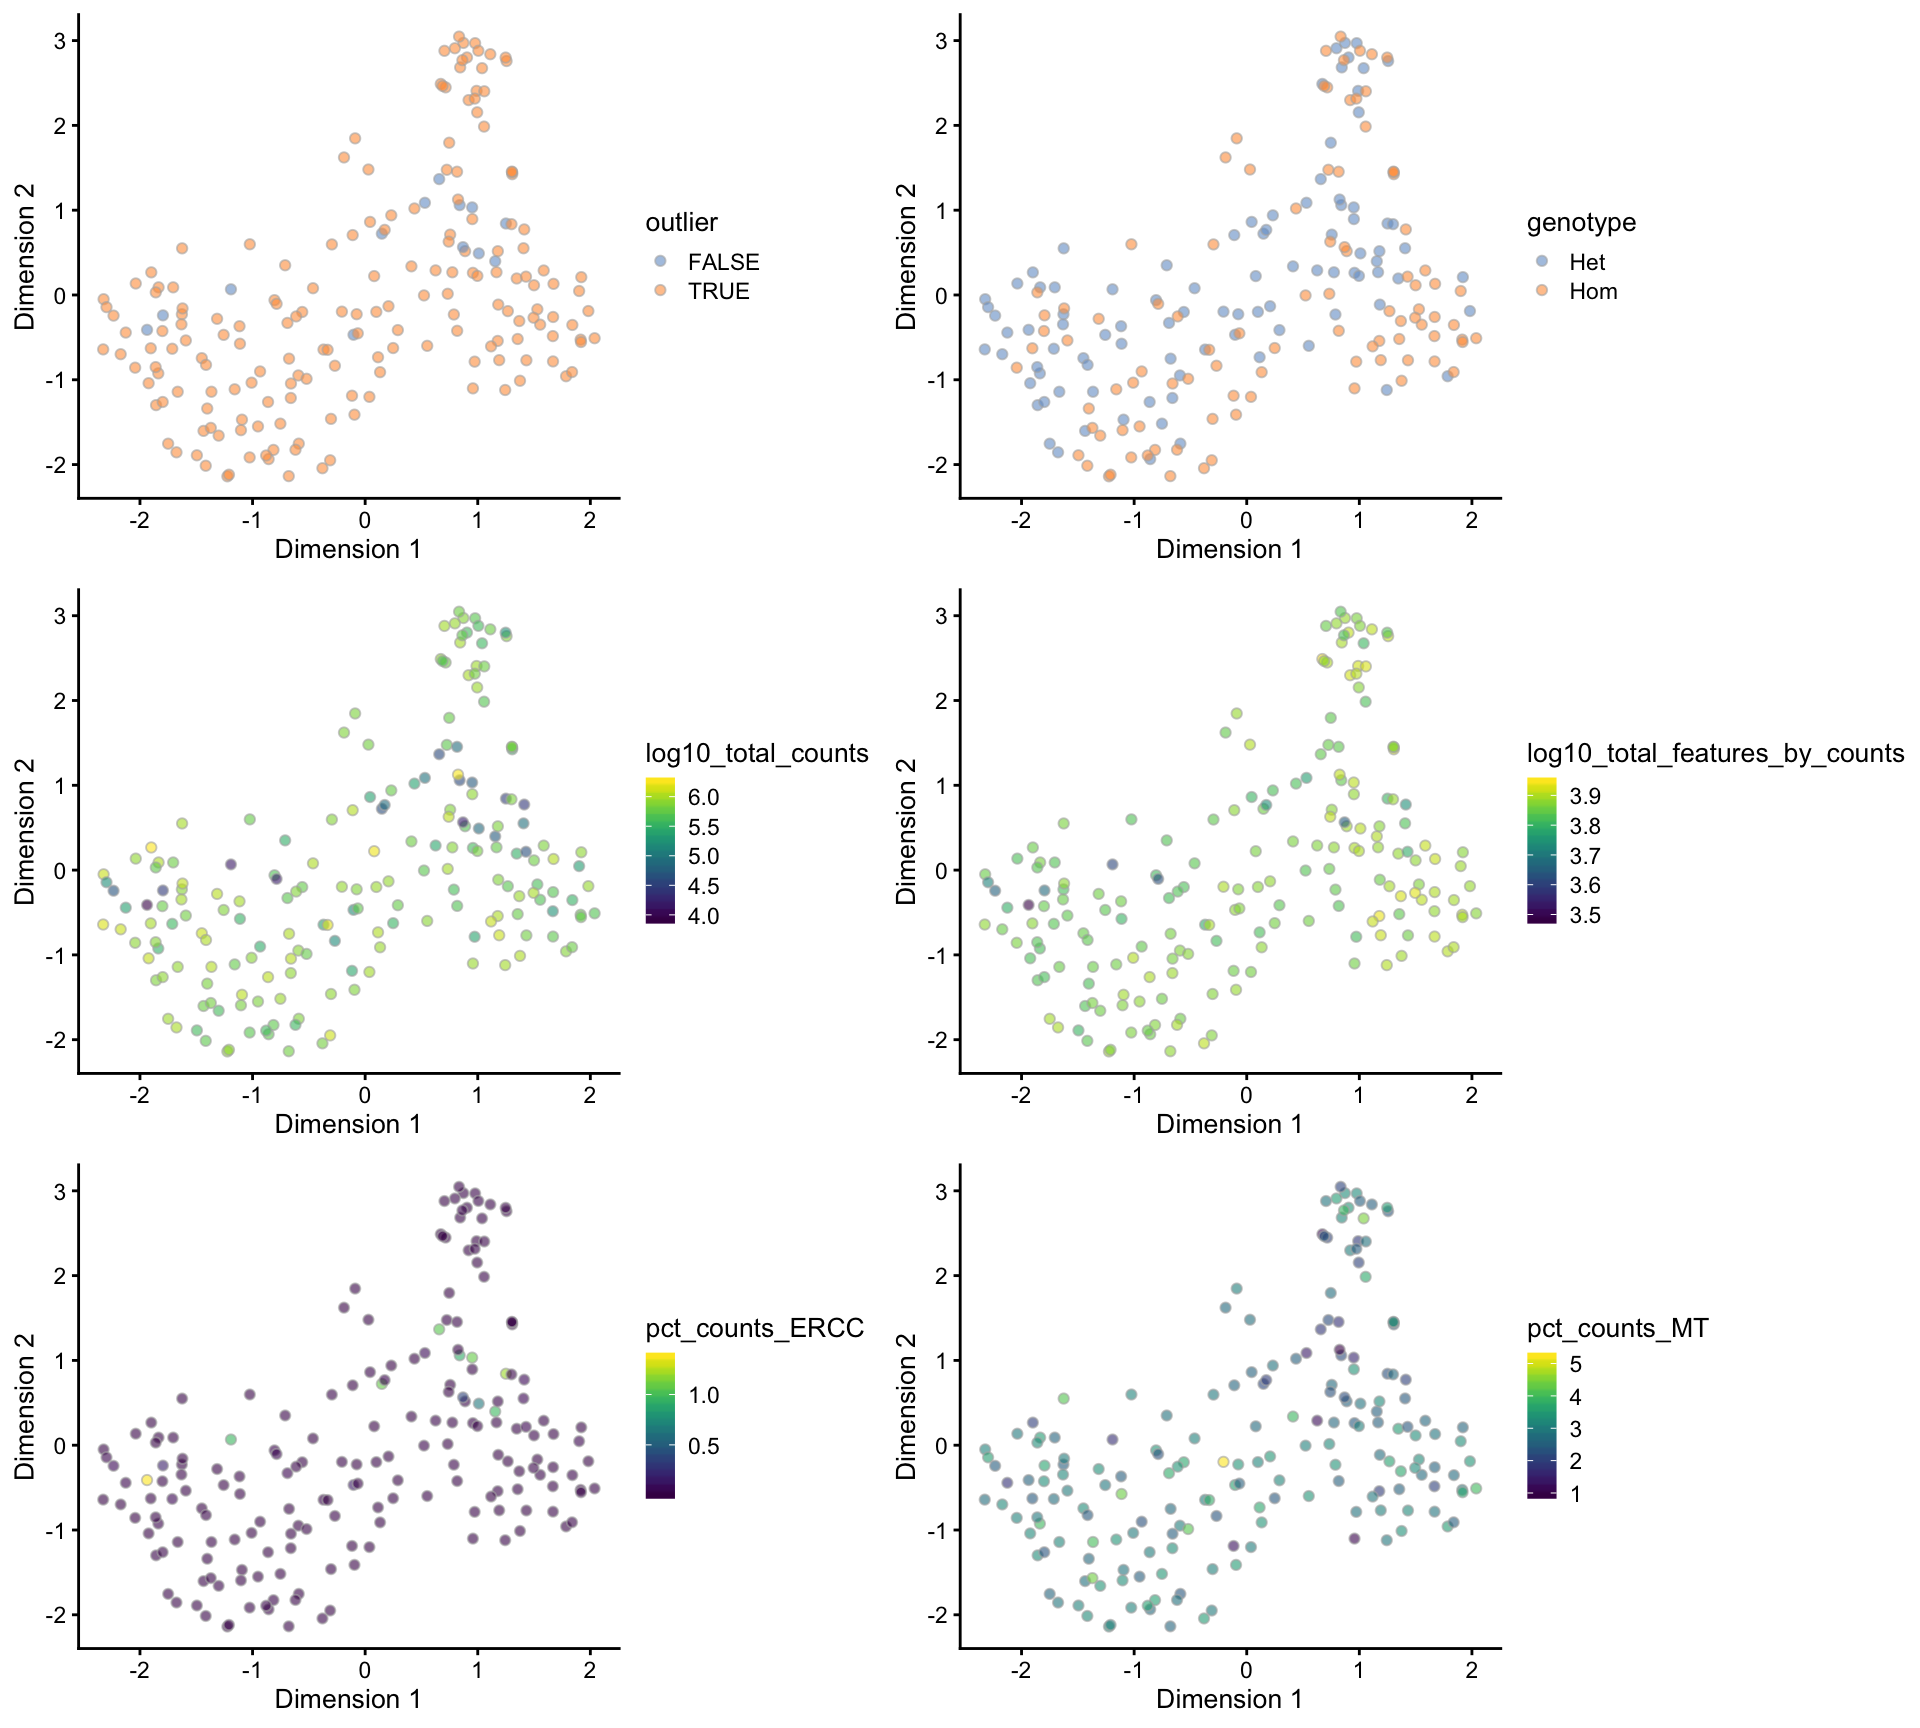 3
2
1
0
-1
-2
Dimension 2
-2 -1 0 1 2
Dimension 1
outlier
FALSE
TRUE
3
2
1
0
-1
-2
Dimension 2
-2 -1 0 1 2
Dimension 1
genotype
Het
Hom
3
2
1
0
-1
-2
Dimension 2
-2 -1 0 1 2
Dimension 1
log10_total_counts
6.0
5.5
5.0
4.5
4.0
3
2
1
0
-1
-2
Dimension 2
-2 -1 0 1 2
Dimension 1
log10_total_features_by_counts
3.9
3.8
3.7
3.6
3.5
3
2
1
0
-1
-2
Dimension 2
-2 -1 0 1 2
Dimension 1
pct_counts_ERCC
1.0
0.5
3
2
1
0
-1
-2
Dimension 2
-2 -1 0 1 2
Dimension 1
pct_counts_MT
5
4
3
2
1